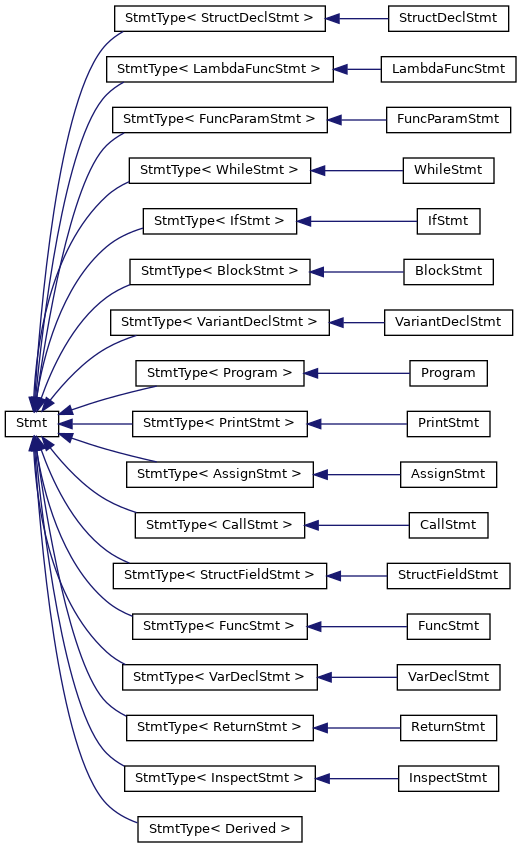 StmtType< StructDeclStmt >
StructDeclStmt
StmtType< LambdaFuncStmt >
LambdaFuncStmt
StmtType< FuncParamStmt >
FuncParamStmt
StmtType< WhileStmt >
WhileStmt
StmtType< IfStmt >
IfStmt
StmtType< BlockStmt >
BlockStmt
StmtType< VariantDeclStmt >
VariantDeclStmt
StmtType< Program >
Program
Stmt
StmtType< PrintStmt >
PrintStmt
StmtType< AssignStmt >
AssignStmt
StmtType< CallStmt >
CallStmt
StmtType< StructFieldStmt >
StructFieldStmt
StmtType< FuncStmt >
FuncStmt
StmtType< VarDeclStmt >
VarDeclStmt
StmtType< ReturnStmt >
ReturnStmt
StmtType< InspectStmt >
InspectStmt
StmtType< Derived >